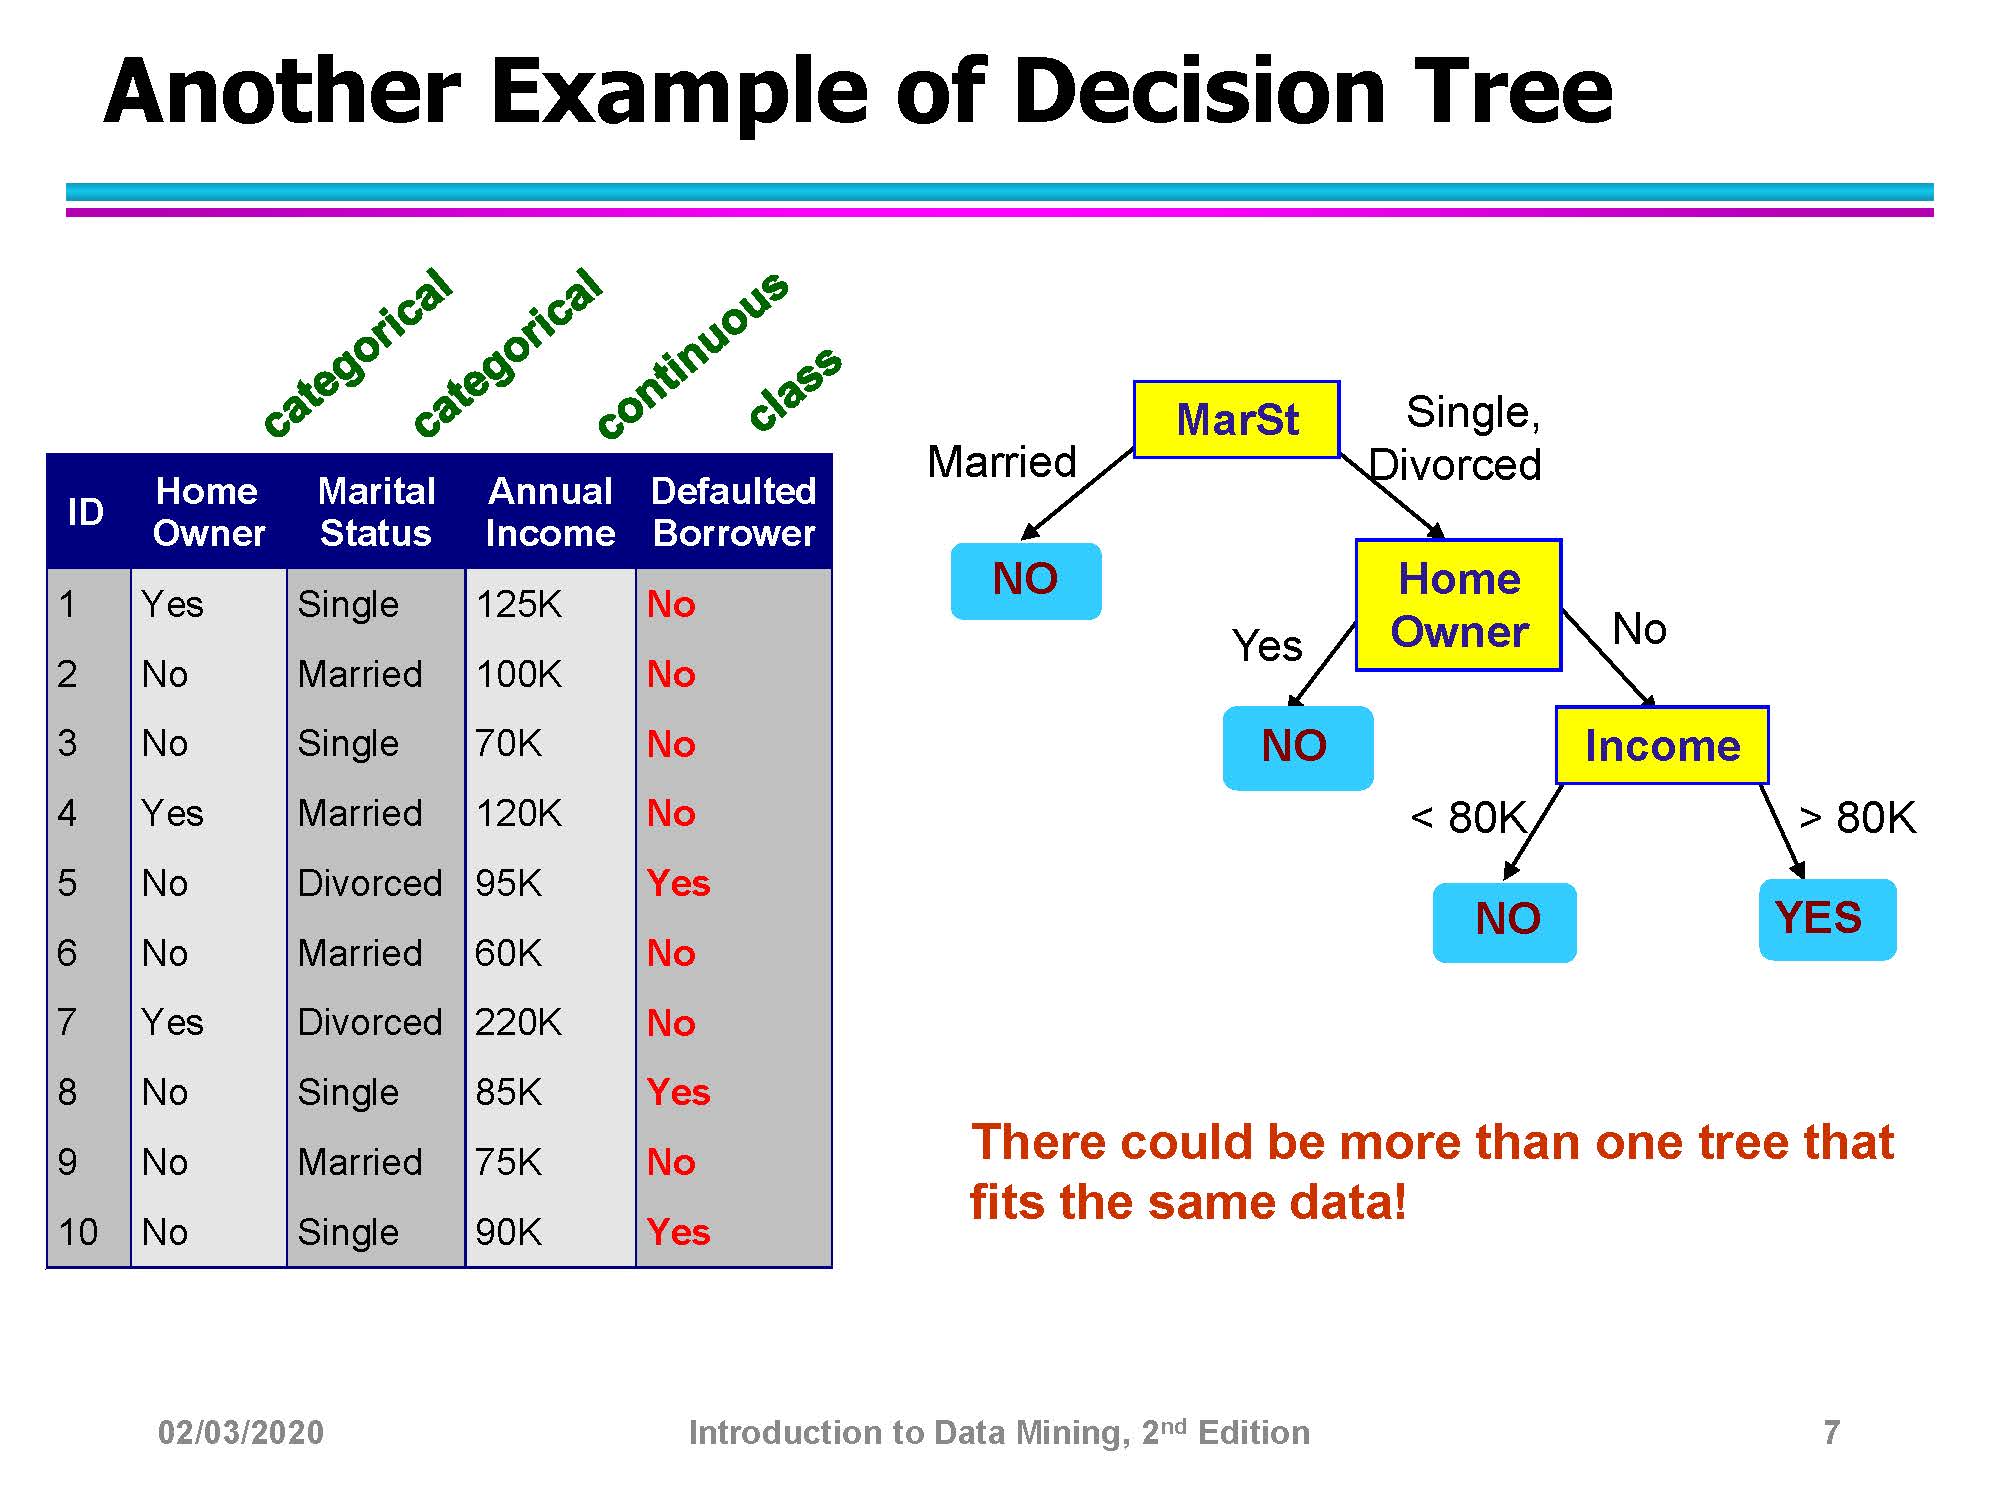 Another Example of Decision Tree
categorical categorical continuous class
ID Home Owner Marital Status Annual Income Defaulted Borrower
1 Yes Single 125K No
2 No Married 100K No
3 No Single 70K No
4 Yes Married 120K No
5 No Divorced 95K Yes
6 No Married 60K No
7 Yes Divorced 220K No
8 No Single 85K Yes
9 No Married 75K No
10 No Single 90K Yes
MarSt
Married
Single,
Divorced
NO
Home
Owner
Yes
No
NO
Income
< 80K
> 80K
NO
YES
There could be more than one tree that
fits the same data!
02/03/2020 Introduction to Data Mining, 2nd Edition 7